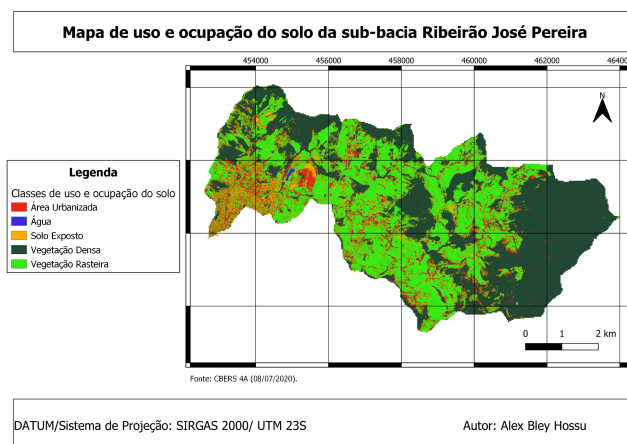 Mapa de uso e ocupação do solo da sub-bacia Ribeirão José Pereira
454000 456000 458000 460000 462000 46400
N
Legenda
Classes de uso e ocupação do solo
Área Urbanizada
Água
Solo Exposto
Vegetação Densa
Vegetação Rasteira
0 1 2 km
Fonte: CBERS 4A (08/07/2020).
DATUM/Sistema de Projeção: SIRGAS 2000/ UTM 23S Autor: Alex Bley Hossu